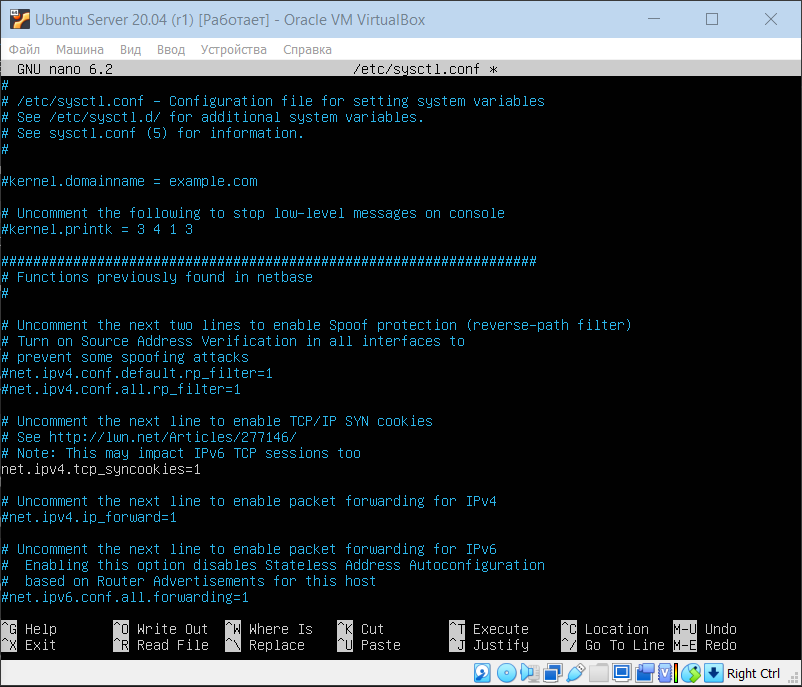 Ubuntu Server 20.04 (r1) [Работает] - Oracle VM VirtualBox
Файл Машина Вид Ввод Устройства Справка
GNU nano 6.2 /etc/sysctl.conf *
#
# /etc/sysctl.conf - Configuration file for setting system variables
# See /etc/sysctl.d/ for additional system variables.
# See sysctl.conf (5) for information.
#
#kernel.domainname = example.com
# Uncomment the following to stop low-level messages on console
#kernel.printk = 3 4 1 3
###################################################################
# Functions previously found in netbase
#
# Uncomment the next two lines to enable Spoof protection (reverse-path filter)
# Turn on Source Address Verification in all interfaces to
# prevent some spoofing attacks
#net.ipv4.conf.default.rp_filter=1
#net.ipv4.conf.all.rp_filter=1
# Uncomment the next line to enable TCP/IP SYN cookies
# See http://lwn.net/Articles/277146/
# Note: This may impact IPv6 TCP sessions too
net.ipv4.tcp_syncookies=1
# Uncomment the next line to enable packet forwarding for IPv4
#net.ipv4.ip_forward=1
# Uncomment the next line to enable packet forwarding for IPv6
#  Enabling this option disables Stateless Address Autoconfiguration
#  based on Router Advertisements for this host
#net.ipv6.conf.all.forwarding=1
^G Help ^O Write Out ^W Where Is ^K Cut ^T Execute ^C Location M-U Undo
^X Exit ^R Read File ^\ Replace ^U Paste ^J Justify ^/ Go To Line M-E Redo
Right Ctrl